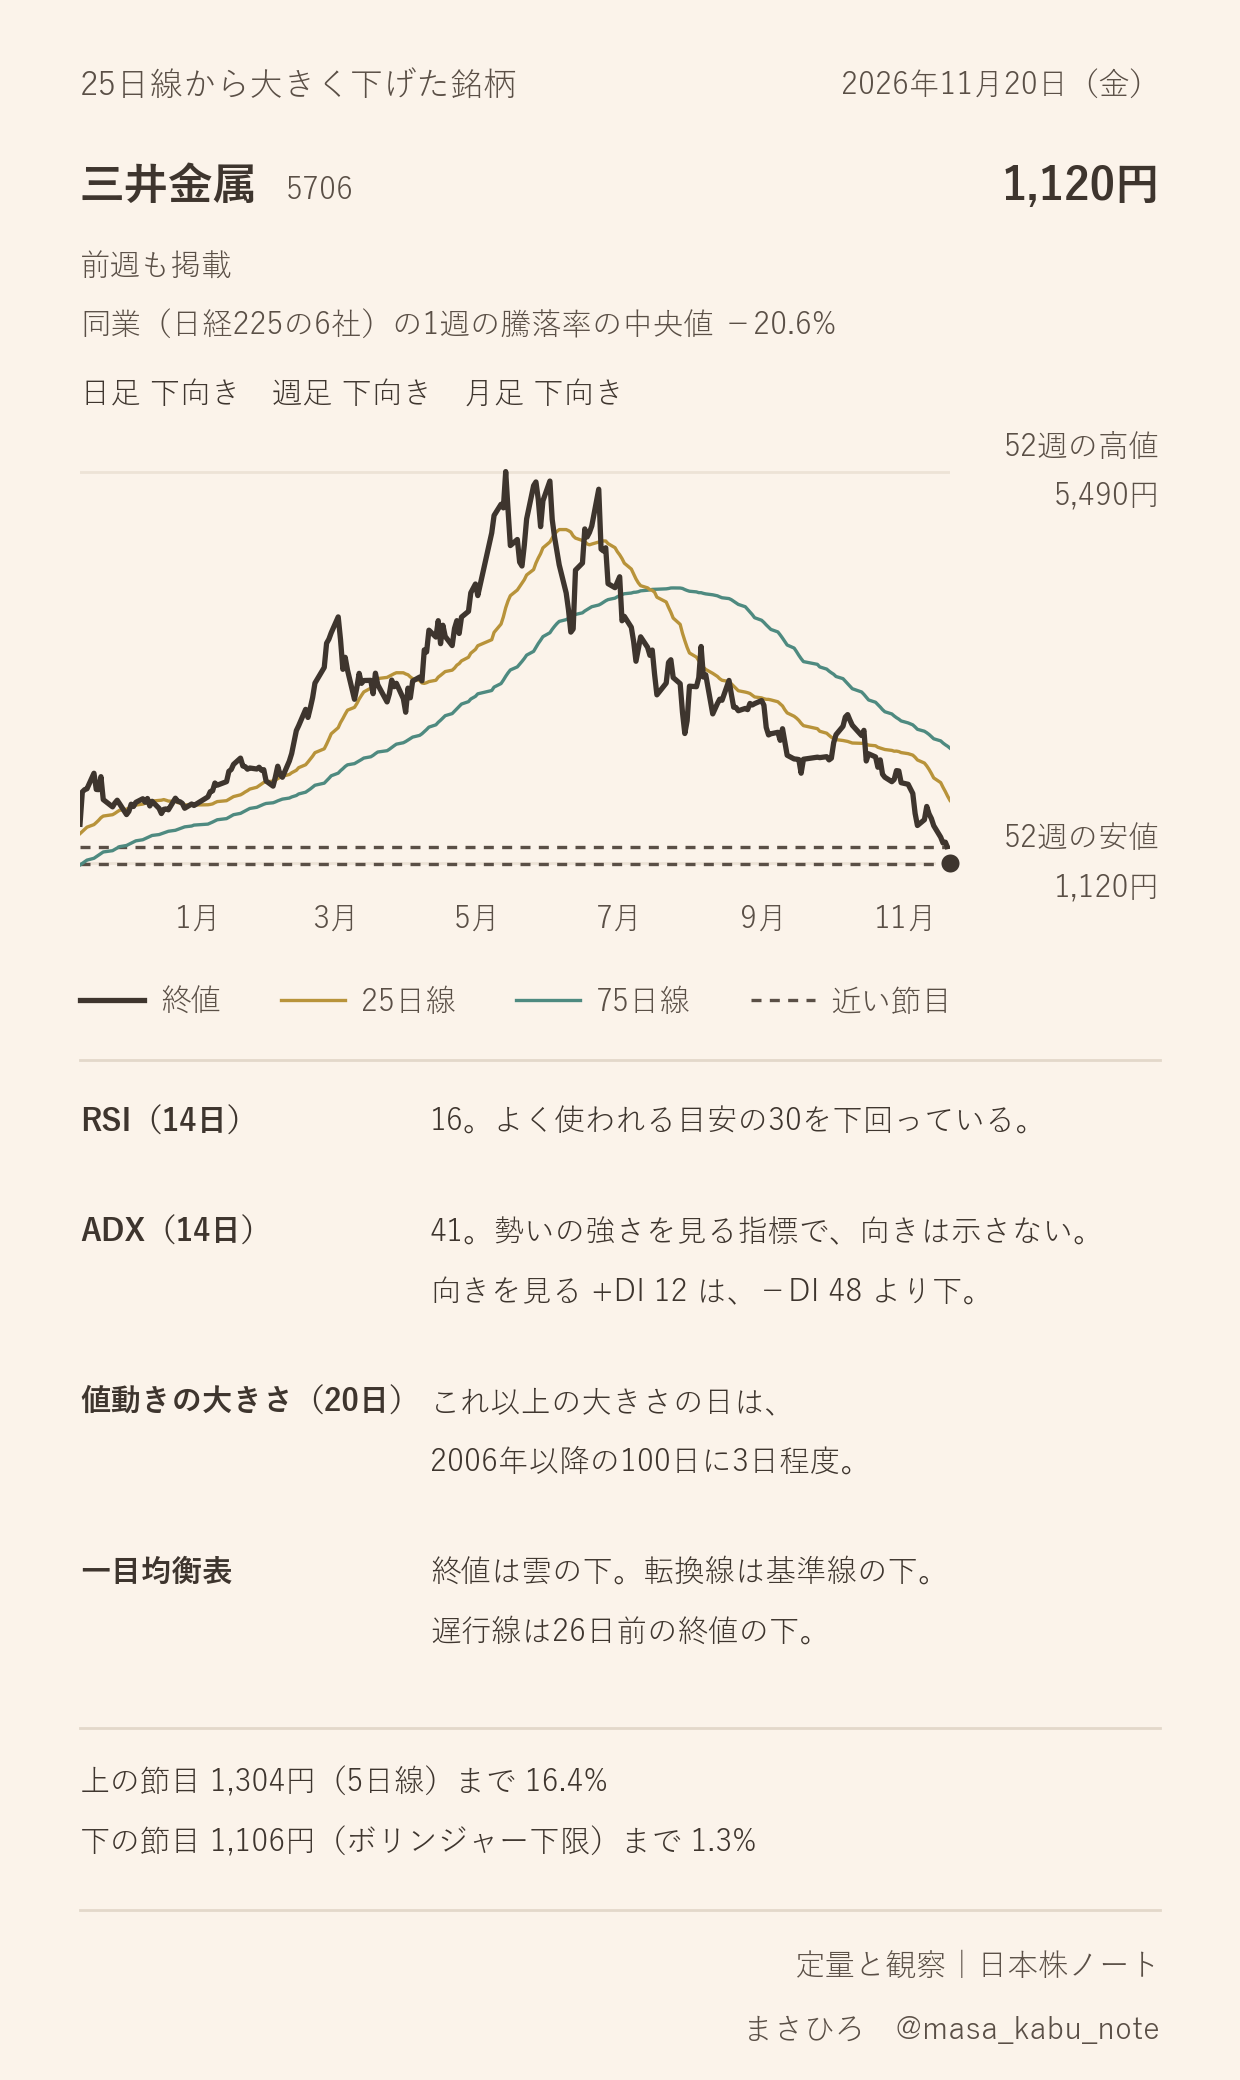 25日線から大きく下げた銘柄 2026年11月20日（金）
三井金属 5706 1,120円
前週も掲載
同業（日経225の6社）の1週の騰落率の中央値 −20.6%
日足 下向き 週足 下向き 月足 下向き
52週の高値
5,490円
52週の安値
1,120円
1月 3月 5月 7月 9月 11月
終値 25日線 75日線 近い節目
RSI（14日） 16。よく使われる目安の30を下回っている。
ADX（14日） 41。勢いの強さを見る指標で、向きは示さない。
向きを見る +DI 12 は、−DI 48 より下。
値動きの大きさ（20日） これ以上の大きさの日は、
2006年以降の100日に3日程度。
一目均衡表 終値は雲の下。転換線は基準線の下。
遅行線は26日前の終値の下。
上の節目 1,304円（5日線）まで 16.4%
下の節目 1,106円（ボリンジャー下限）まで 1.3%
定量と観察｜日本株ノート
まさひろ @masa_kabu_note